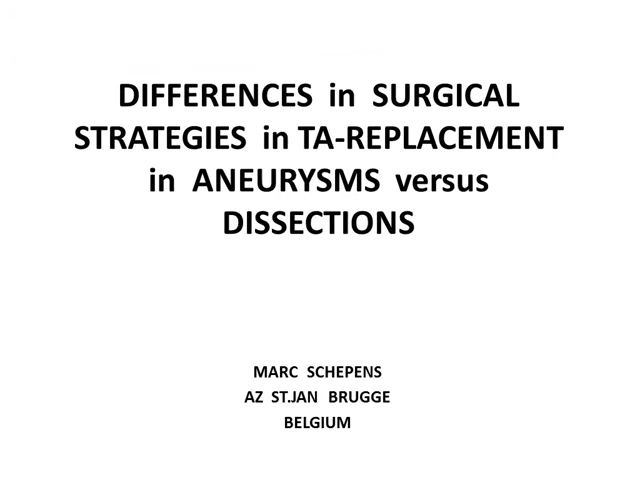 DIFFERENCES in SURGICAL
STRATEGIES in TA-REPLACEMENT
in ANEURYSMS versus
DISSECTIONS
MARC SCHEPENS
AZ ST.JAN BRUGGE
BELGIUM